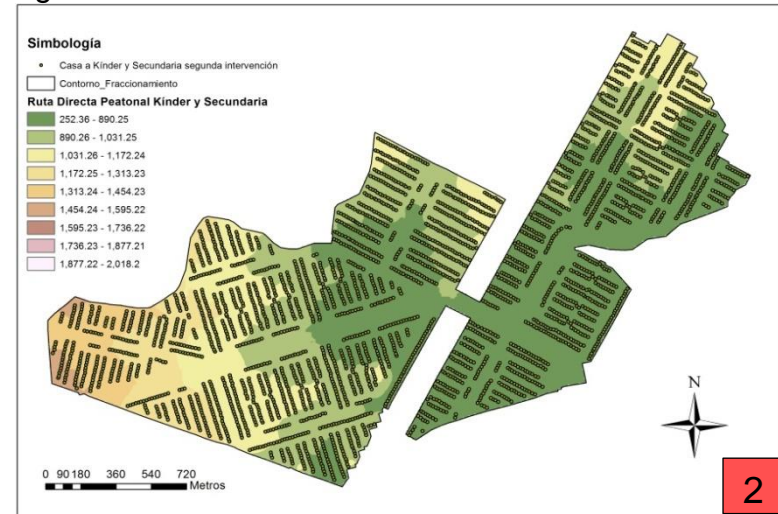 Simbología
Casa a Kínder y Secundaria segunda intervención
Contorno_Fraccionamiento
Ruta Directa Peatonal Kínder y Secundaria
252.36 - 890.25
890.26 - 1,031.25
1,031.26 - 1,172.24
1,172.25 - 1,313.23
1,313.24 - 1,454.23
1,454.24 - 1,595.22
1,595.23 - 1,736.22
1,736.23 - 1,877.21
1,877.22 - 2,018.2
N
0 90 180 360 540 720
Metros
2